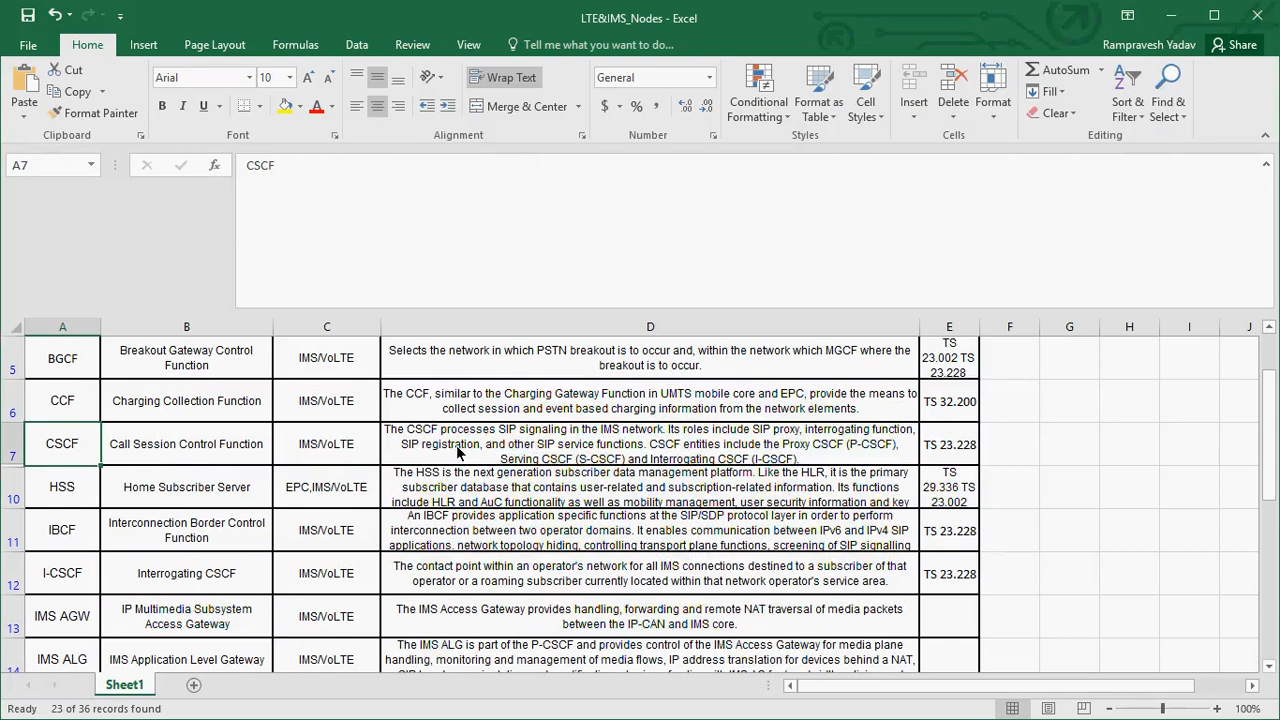 LTE&IMS_Nodes - Excel
File Home Insert Page Layout Formulas Data Review View Tell me what you want to do... Rampravesh Yadav Share
Paste
Cut
Copy
Format Painter
Clipboard
Arial 10
B I U
Font
Wrap Text
Merge & Center
Alignment
General
$ % ,
Number
Conditional Formatting
Format as Table
Cell Styles
Styles
Insert Delete Format
Cells
AutoSum
Fill
Clear
Sort & Filter
Find & Select
Editing
A7 fx CSCF
A B C D E F G H I J
5 BGCF
Breakout Gateway Control
Function
IMS/VoLTE
Selects the network in which PSTN breakout is to occur and, within the network which MGCF where the
breakout is to occur.
TS
23.002 TS
23.228
6 CCF
Charging Collection Function
IMS/VoLTE
The CCF, similar to the Charging Gateway Function in UMTS mobile core and EPC, provide the means to
collect session and event based charging information from the network elements.
TS 32.200
7 CSCF
Call Session Control Function
IMS/VoLTE
The CSCF processes SIP signaling in the IMS network. Its roles include SIP proxy, interrogating function,
SIP registration, and other SIP service functions. CSCF entities include the Proxy CSCF (P-CSCF),
Serving CSCF (S-CSCF) and Interrogating CSCF (I-CSCF).
TS 23.228
10 HSS
Home Subscriber Server
EPC,IMS/VoLTE
The HSS is the next generation subscriber data management platform. Like the HLR, it is the primary
subscriber database that contains user-related and subscription-related information. Its functions
include HLR and AuC functionality as well as mobility management, user security information and key
TS
29.336 TS
23.002
11 IBCF
Interconnection Border Control
Function
IMS/VoLTE
An IBCF provides application specific functions at the SIP/SDP protocol layer in order to perform
interconnection between two operator domains. It enables communication between IPv6 and IPv4 SIP
applications, network topology hiding, controlling transport plane functions, screening of SIP signalling
TS 23.228
12 I-CSCF
Interrogating CSCF
IMS/VoLTE
The contact point within an operator's network for all IMS connections destined to a subscriber of that
operator or a roaming subscriber currently located within that network operator's service area.
TS 23.228
13 IMS AGW
IP Multimedia Subsystem
Access Gateway
IMS/VoLTE
The IMS Access Gateway provides handling, forwarding and remote NAT traversal of media packets
between the IP-CAN and IMS core.
14 IMS ALG
IMS Application Level Gateway
IMS/VoLTE
The IMS ALG is part of the P-CSCF and provides control of the IMS Access Gateway for media plane
handling, monitoring and management of media flows, IP address translation for devices behind a NAT,
Sheet1
Ready 23 of 36 records found 100%